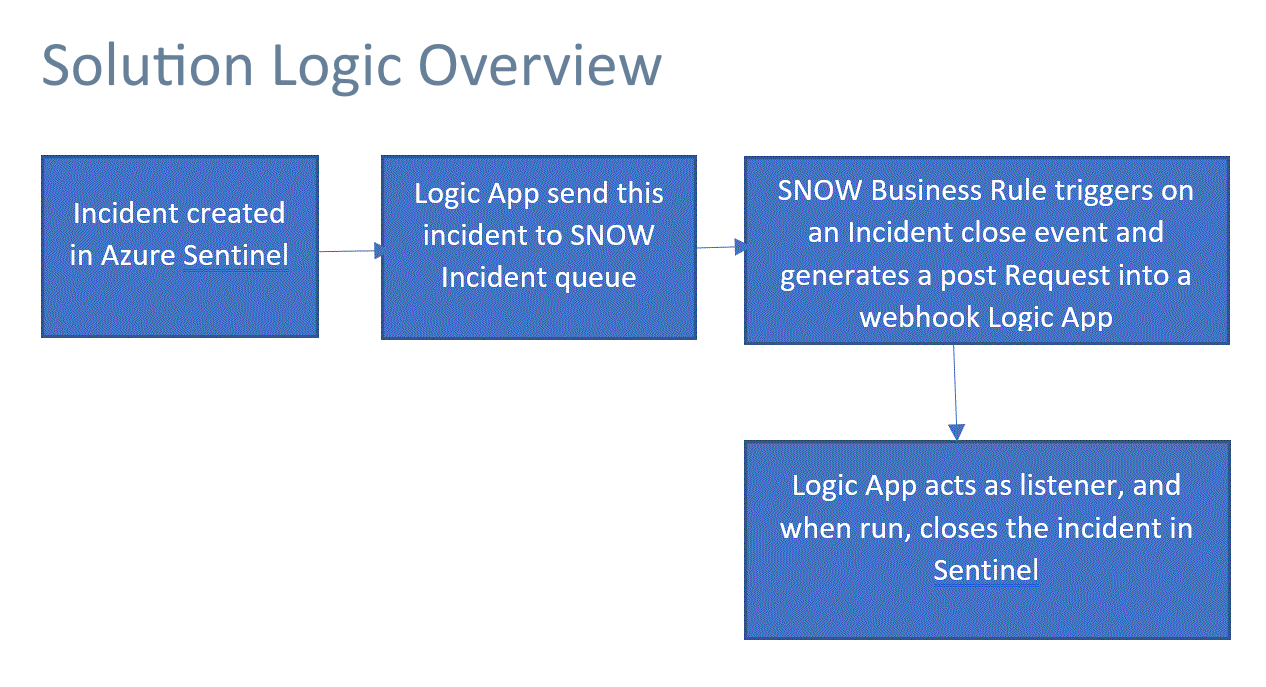 Solution Logic Overview
Incident created
in Azure Sentinel
Logic App send this
incident to SNOW
Incident queue
SNOW Business Rule triggers on
an Incident close event and
generates a post Request into a
webhook Logic App
Logic App acts as listener, and
when run, closes the incident in
Sentinel